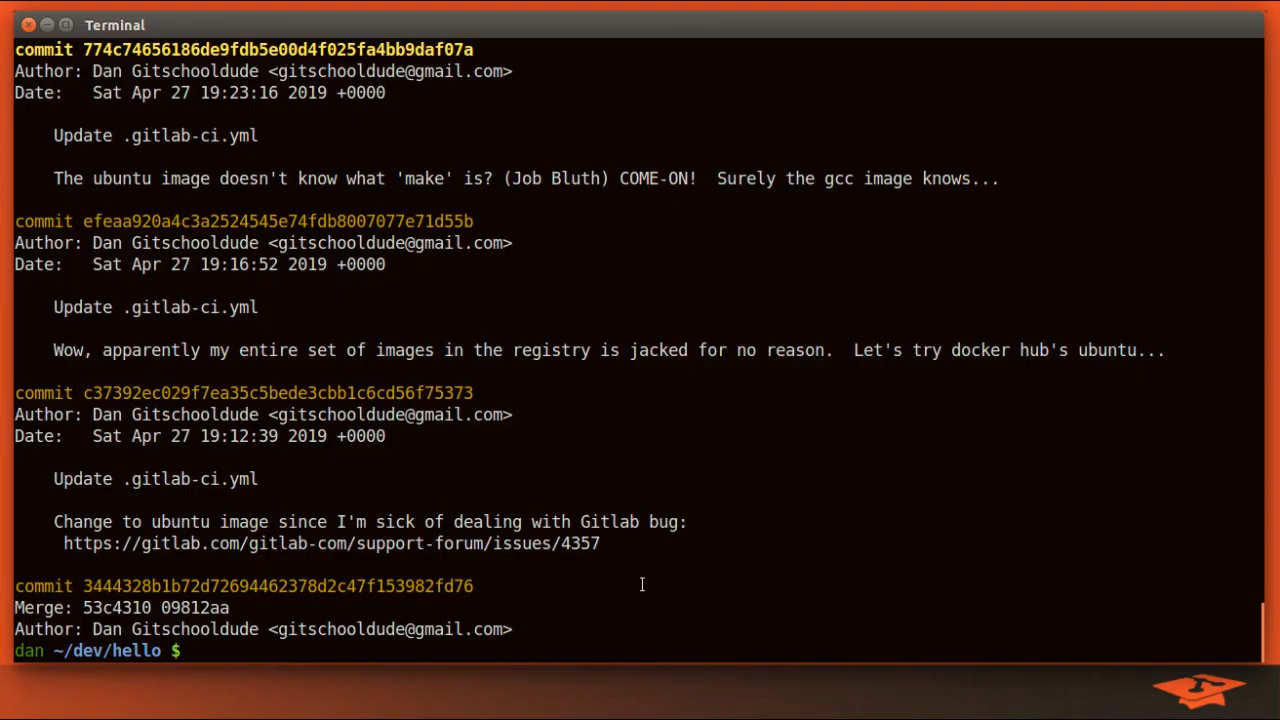 Terminal
commit 774c74656186de9fdb5e00d4f025fa4bb9daf07a
Author: Dan Gitschooldude <gitschooldude@gmail.com>
Date:   Sat Apr 27 19:23:16 2019 +0000
Update .gitlab-ci.yml
The ubuntu image doesn't know what 'make' is? (Job Bluth) COME-ON!  Surely the gcc image knows...
commit efeaa920a4c3a2524545e74fdb8007077e71d55b
Author: Dan Gitschooldude <gitschooldude@gmail.com>
Date:   Sat Apr 27 19:16:52 2019 +0000
Update .gitlab-ci.yml
Wow, apparently my entire set of images in the registry is jacked for no reason.  Let's try docker hub's ubuntu...
commit c37392ec029f7ea35c5bede3cbb1c6cd56f75373
Author: Dan Gitschooldude <gitschooldude@gmail.com>
Date:   Sat Apr 27 19:12:39 2019 +0000
Update .gitlab-ci.yml
Change to ubuntu image since I'm sick of dealing with Gitlab bug:
https://gitlab.com/gitlab-com/support-forum/issues/4357
commit 3444328b1b72d72694462378d2c47f153982fd76
Merge: 53c4310 09812aa
Author: Dan Gitschooldude <gitschooldude@gmail.com>
dan ~/dev/hello $